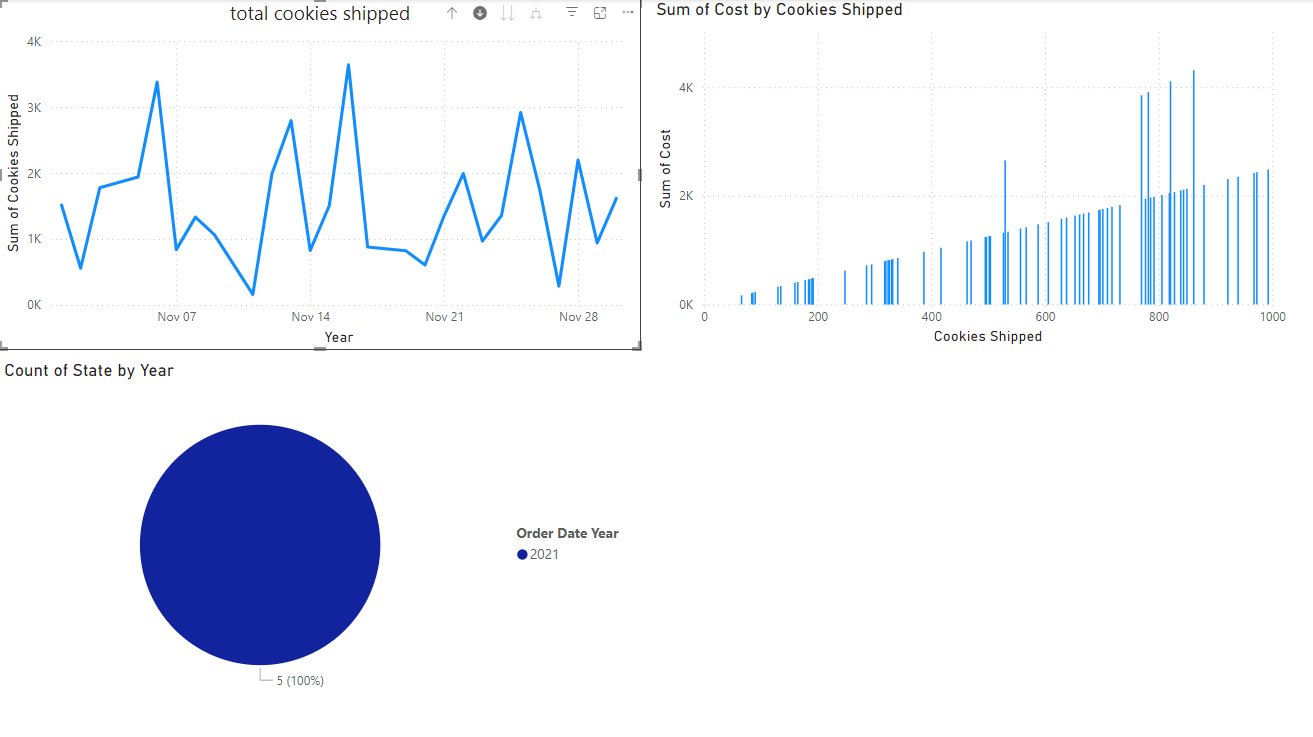 total cookies shipped
4K
3K
2K
1K
0K
Sum of Cookies Shipped
Nov 07
Nov 14
Nov 21
Nov 28
Year
Sum of Cost by Cookies Shipped
4K
2K
0K
Sum of Cost
0
200
400
600
800
1000
Cookies Shipped
Count of State by Year
Order Date Year
2021
5 (100%)